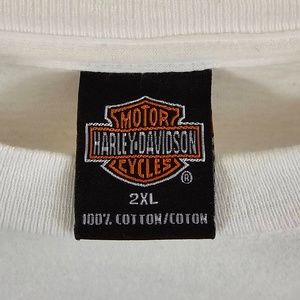 MOTOR
HARLEY-DAVIDSON
CYCLES
®
2XL
100% COTTON/COTON